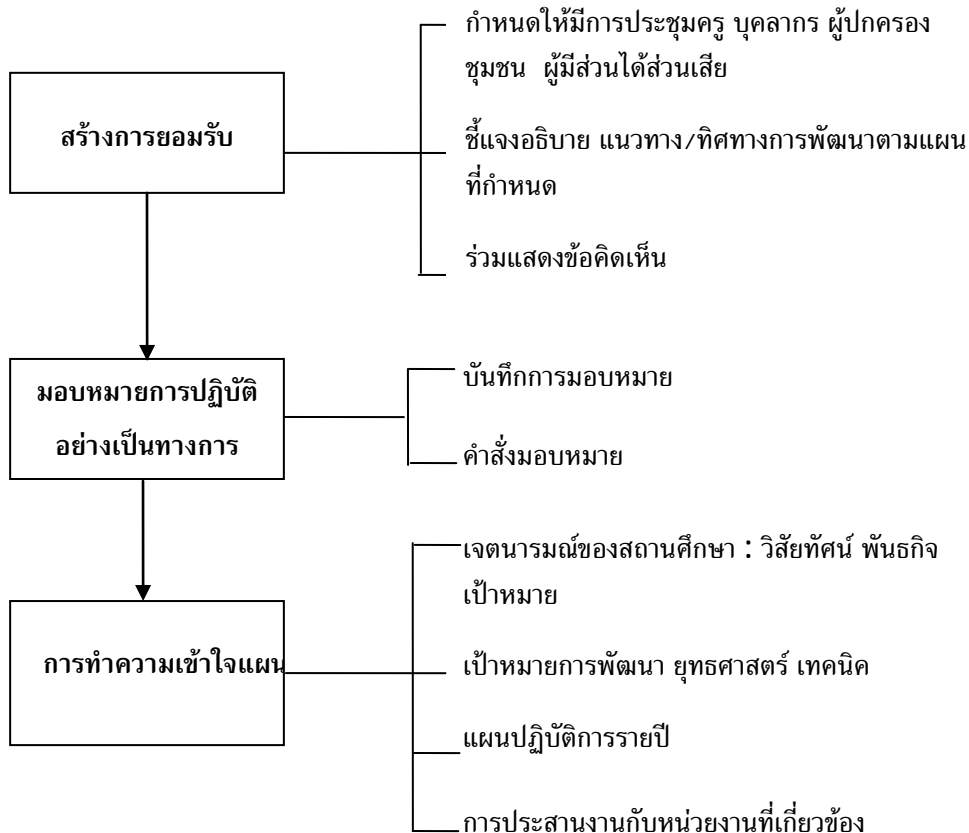 กำหนดให้มีการประชุมครู บุคลากร ผู้ปกครอง
ชุมชน ผู้มีส่วนได้ส่วนเสีย
สร้างการยอมรับ
ชี้แจงอธิบาย แนวทาง/ทิศทางการพัฒนาตามแผน
ที่กำหนด
ร่วมแสดงข้อคิดเห็น
มอบหมายการปฏิบัติ
อย่างเป็นทางการ
บันทึกการมอบหมาย
คำสั่งมอบหมาย
เจตนารมณ์ของสถานศึกษา : วิสัยทัศน์ พันธกิจ
เป้าหมาย
การทำความเข้าใจแผน
เป้าหมายการพัฒนา ยุทธศาสตร์ เทคนิค
แผนปฏิบัติการรายปี
การประสานงานกับหน่วยงานที่เกี่ยวข้อง